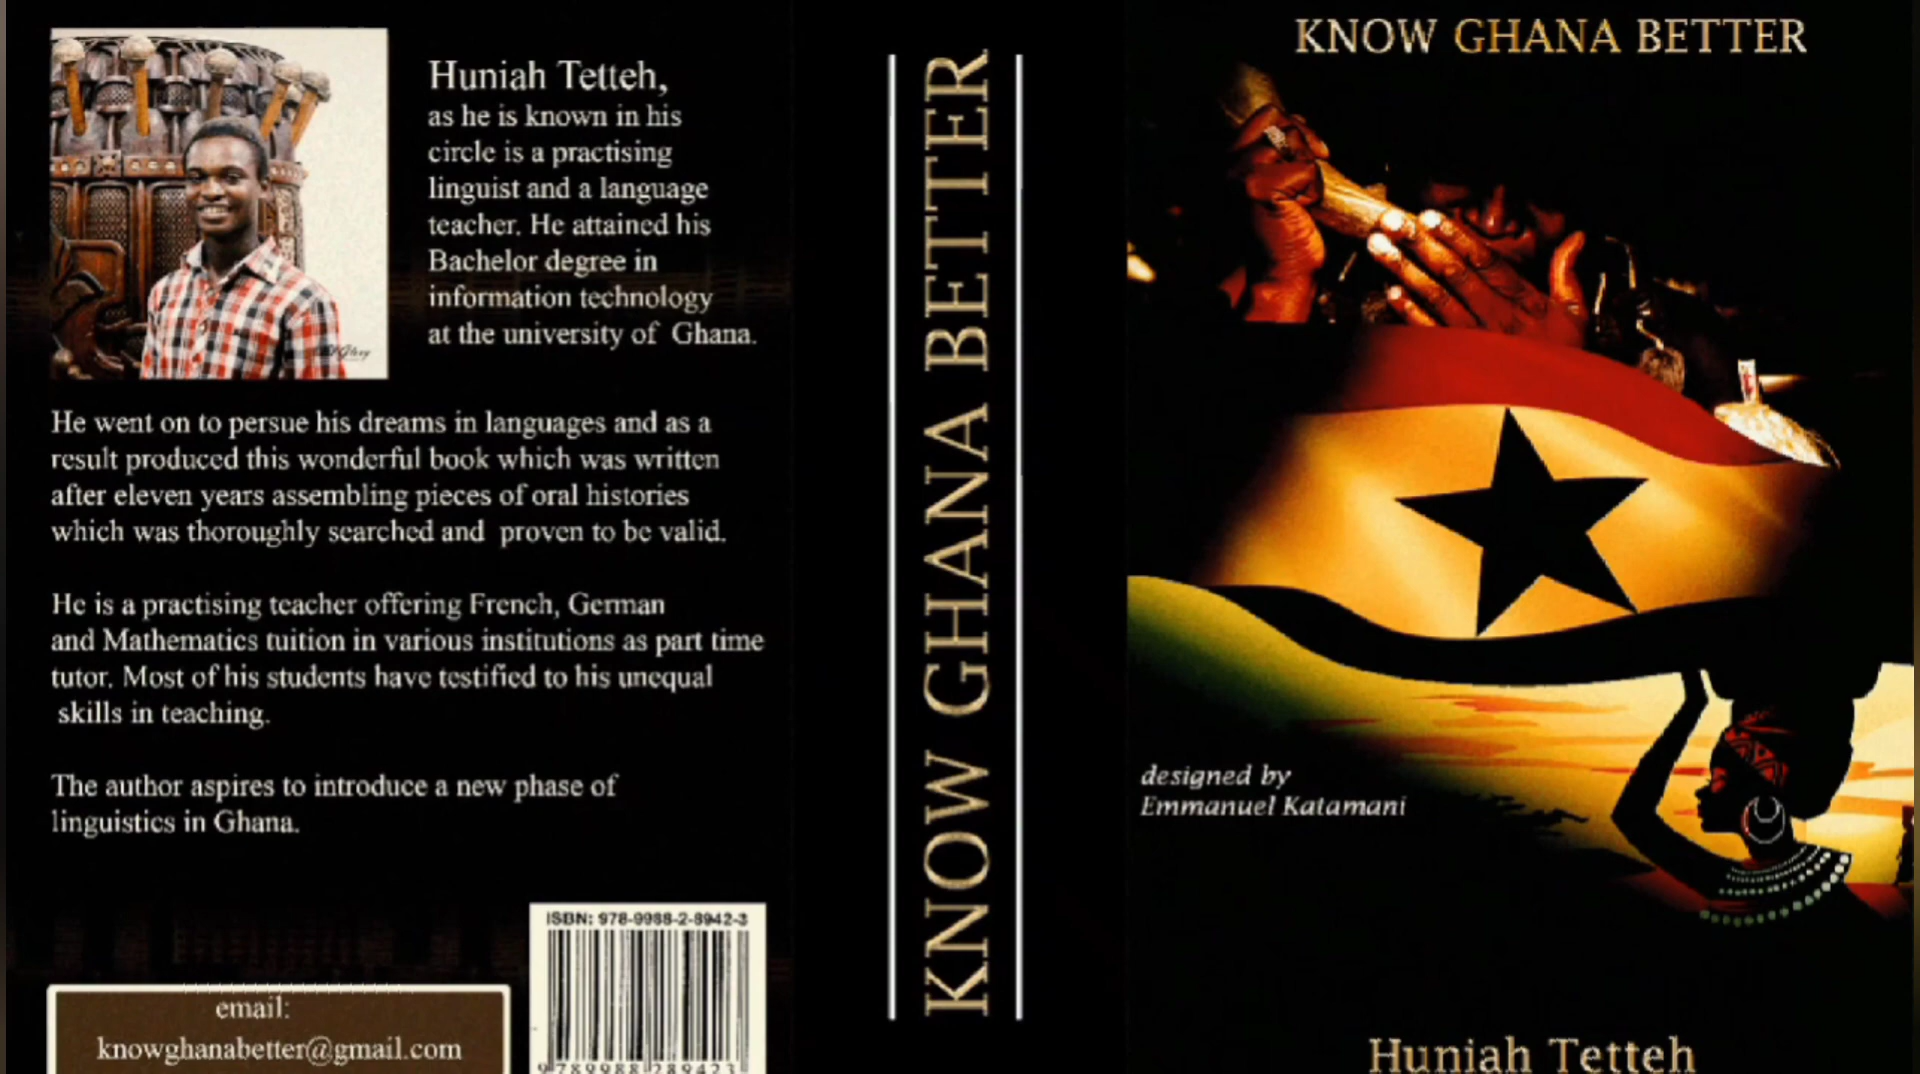 Huniah Tetteh,
as he is known in his
circle is a practising
linguist and a language
teacher. He attained his
Bachelor degree in
information technology
at the university of Ghana.
He went on to persue his dreams in languages and as a
result produced this wonderful book which was written
after eleven years assembling pieces of oral histories
which was thoroughly searched and proven to be valid.
He is a practising teacher offering French, German
and Mathematics tuition in various institutions as part time
tutor. Most of his students have testified to his unequal
skills in teaching.
The author aspires to introduce a new phase of
linguistics in Ghana.
ISBN: 978-9988-2-8942-3
9 789988 289423
email:
knowghanabetter@gmail.com
KNOW GHANA BETTER
KNOW GHANA BETTER
designed by
Emmanuel Katamani
Huniah Tetteh